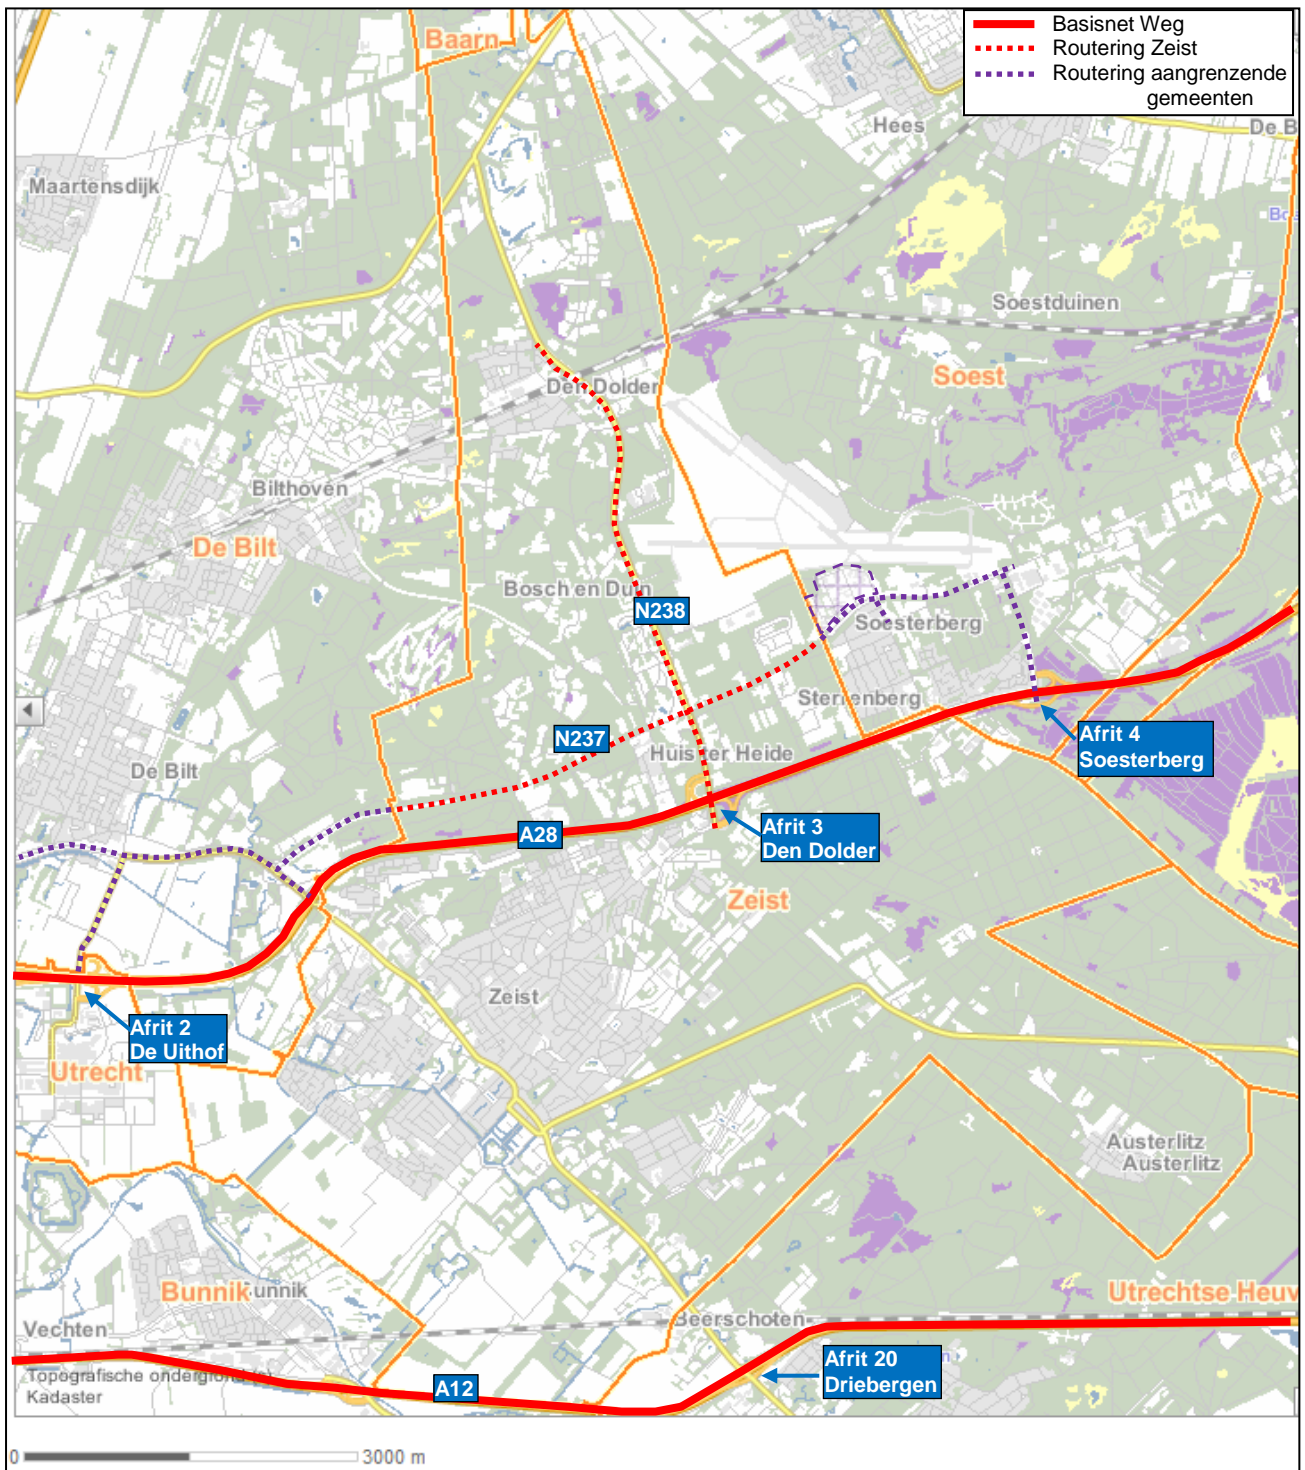 Basisnet Weg
Routering Zeist
Routering aangrenzende
gemeenten
Baarn
Hees
De B
Maartensdijk
Soestduinen
Soest
Den Dolder
Bilthoven
De Bilt
Bosch en Duin
N238
Soesterberg
Sterrenberg
N237
Huis ter Heide
Afrit 4
Soesterberg
De Bilt
A28
Afrit 3
Den Dolder
Zeist
Zeist
Afrit 2
De Uithof
Utrecht
Austerlitz
Austerlitz
Bunnik
unnik
Utrechtse Heuv
Vechten
Beerschoten
Afrit 20
Driebergen
Topografische ondergrond (c)
Kadaster
A12
0
3000 m